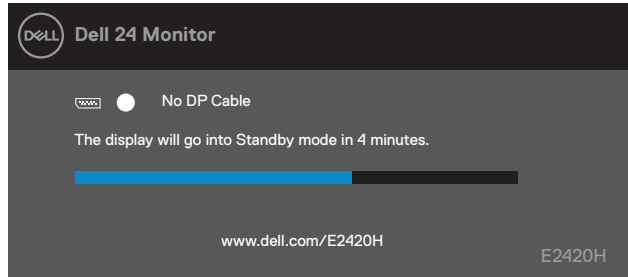 DELL Dell 24 Monitor
No DP Cable
The display will go into Standby mode in 4 minutes.
www.dell.com/E2420H
E2420H